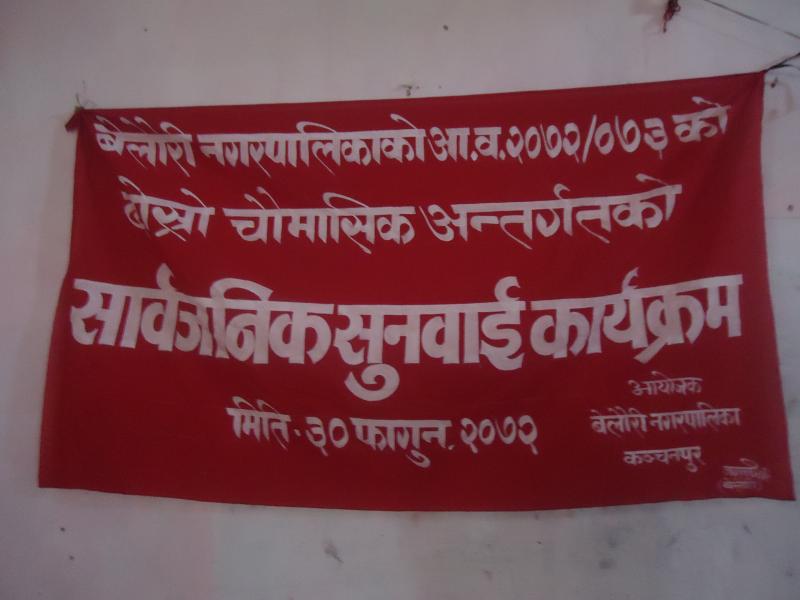 बेलौरी नगरपालिकाको आ.व.२०७२/०७३ को
दोस्रो चौमासिक अन्तर्गतको
सार्वजनिक सुनवाई कार्यक्रम
मिति - ३० फागुन, २०७२
आयोजक
बेलौरी नगरपालिका
कञ्चनपुर